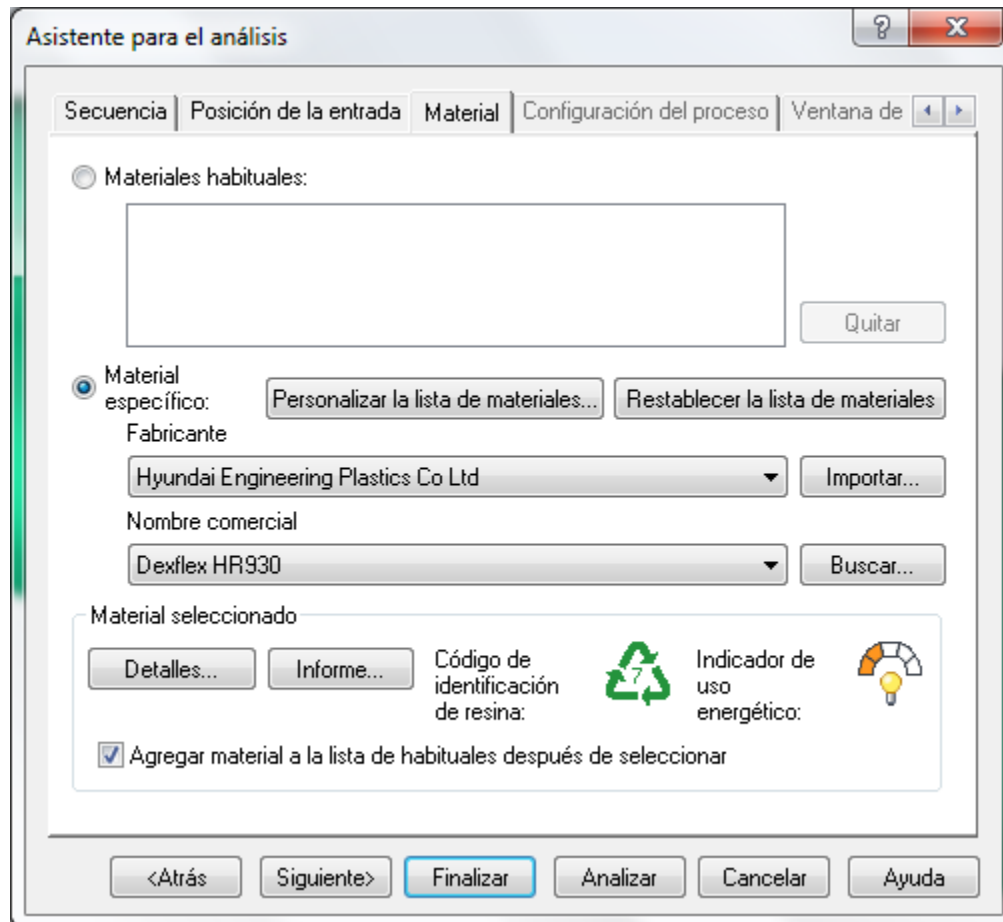 Asistente para el análisis
?
Secuencia
Posición de la entrada
Material
Configuración del proceso
Ventana de
Materiales habituales:
Quitar
Material
específico:
Personalizar la lista de materiales...
Restablecer la lista de materiales
Fabricante
Hyundai Engineering Plastics Co Ltd
Importar...
Nombre comercial
Dexflex HR930
Buscar...
Material seleccionado
Detalles...
Informe...
Código de
identificación
de resina:
7
Indicador de
uso
energético:
Agregar material a la lista de habituales después de seleccionar
<Atrás
Siguiente>
Finalizar
Analizar
Cancelar
Ayuda